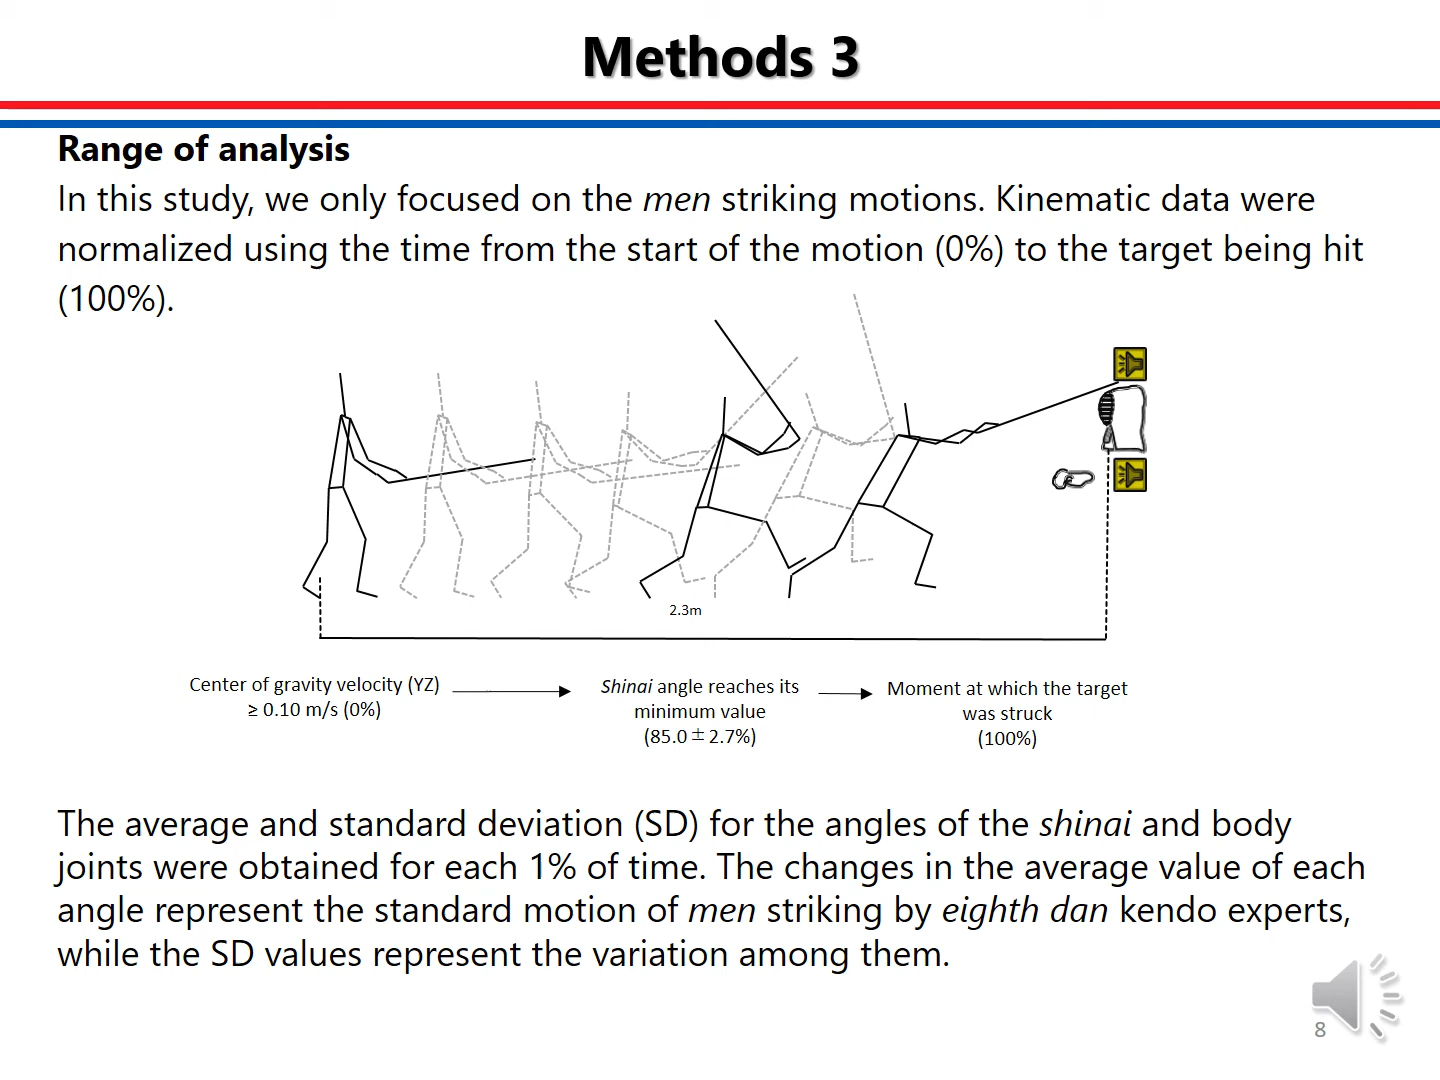 Methods 3
Range of analysis
In this study, we only focused on the men striking motions. Kinematic data were
normalized using the time from the start of the motion (0%) to the target being hit
(100%).
2.3m
Center of gravity velocity (YZ)
≥ 0.10 m/s (0%)
Shinai angle reaches its
minimum value
(85.0±2.7%)
Moment at which the target
was struck
(100%)
The average and standard deviation (SD) for the angles of the shinai and body
joints were obtained for each 1% of time. The changes in the average value of each
angle represent the standard motion of men striking by eighth dan kendo experts,
while the SD values represent the variation among them.
8